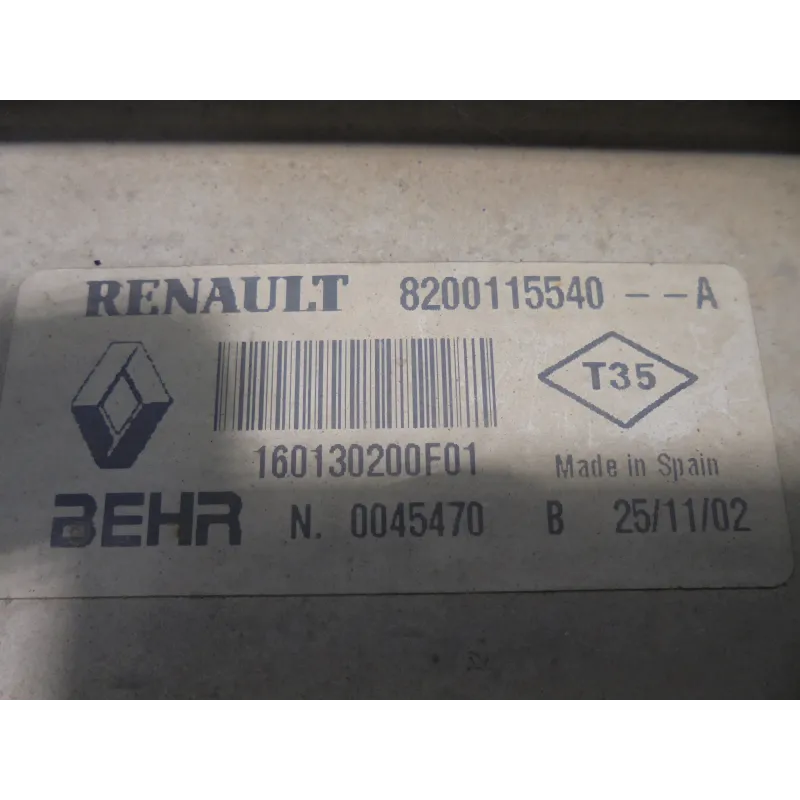 RENAULT 8200115540 - - A
T35
160130200F01 Made in Spain
BEHR N. 0045470 B 25/11/02